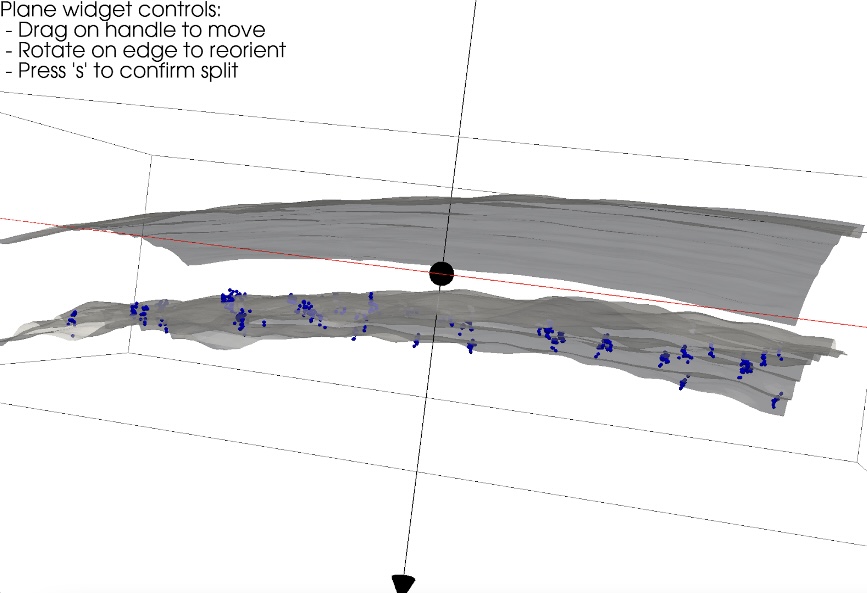 Plane widget controls:
- Drag on handle to move
- Rotate on edge to reorient
- Press 's' to confirm split